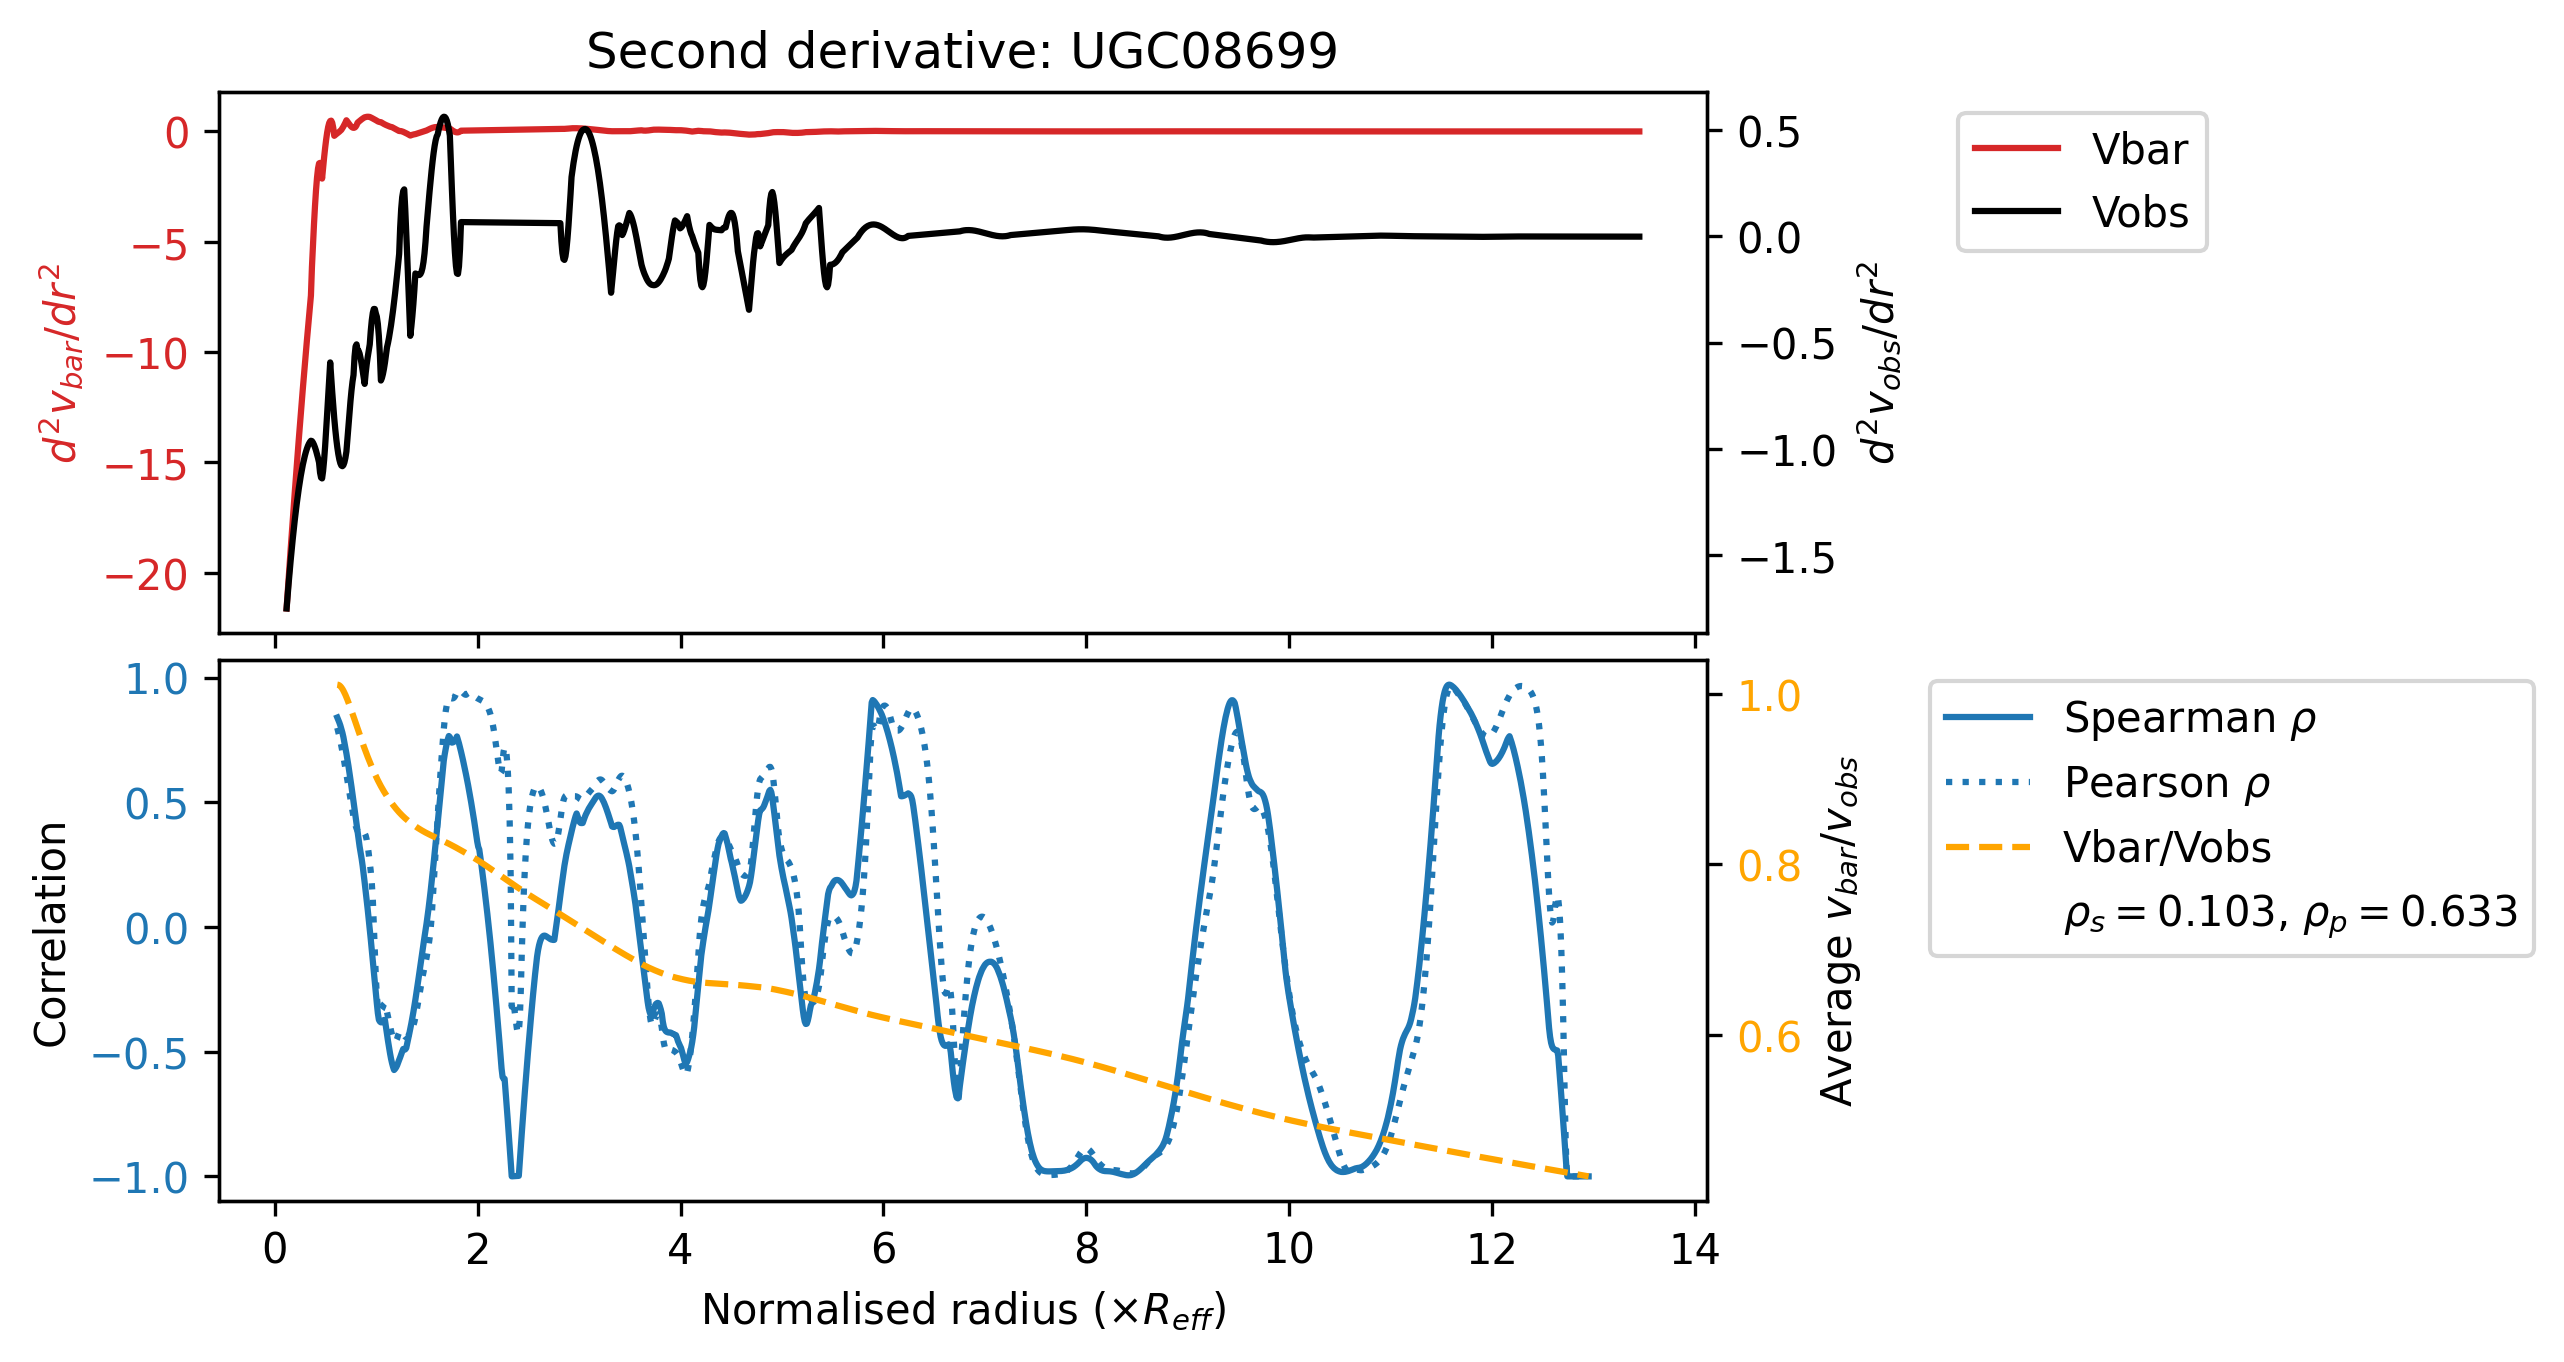 Second derivative: UGC08699
0
−5
−10
−15
−20
d²v_bar/dr²
0.5
0.0
−0.5
−1.0
−1.5
d²v_obs/dr²
Vbar
Vobs
1.0
0.5
0.0
−0.5
−1.0
Correlation
1.0
0.8
0.6
Average v_bar/v_obs
Spearman ρ
Pearson ρ
Vbar/Vobs
ρ_s = 0.103, ρ_p = 0.633
0 2 4 6 8 10 12 14
Normalised radius (×R_eff)